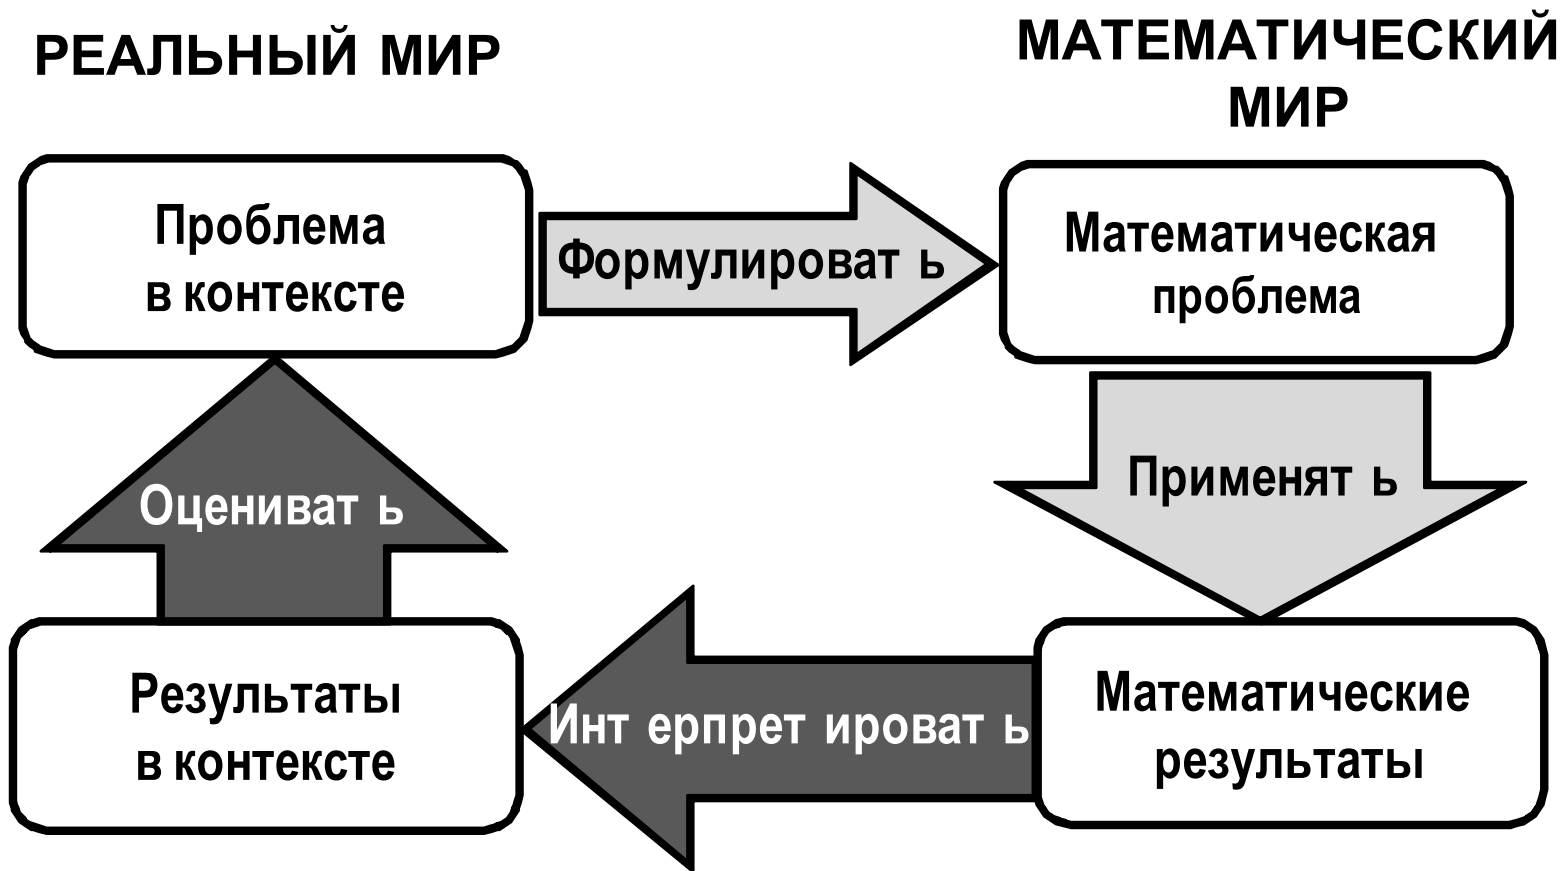 РЕАЛЬНЫЙ МИР
МАТЕМАТИЧЕСКИЙ
МИР
Проблема
в контексте
Формулироват ь
Математическая
проблема
Применят ь
Оцениват ь
Результаты
в контексте
Инт ерпрет ироват ь
Математические
результаты